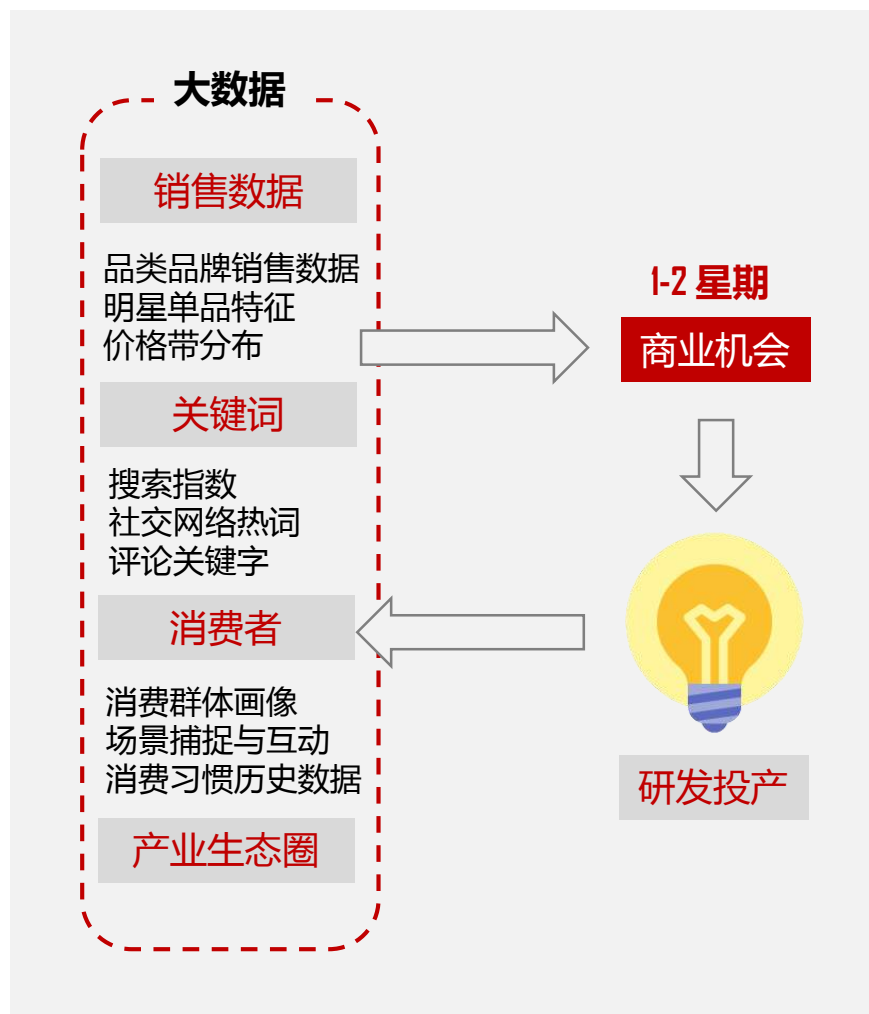 大数据
销售数据
品类品牌销售数据
明星单品特征
价格带分布
关键词
搜索指数
社交网络热词
评论关键字
消费者
消费群体画像
场景捕捉与互动
消费习惯历史数据
产业生态圈
1-2 星期
商业机会
研发投产